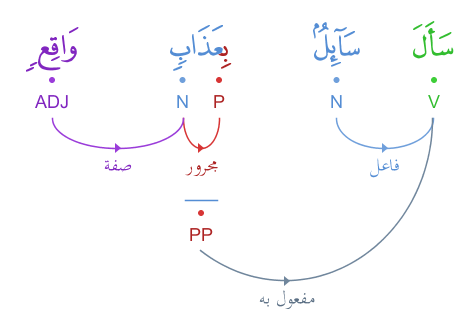 سَأَلَ سَآئِلٌۢ بِعَذَابٍ وَاقِعٍ
V N P N ADJ
فاعل مجرور صفة
PP
مفعول به